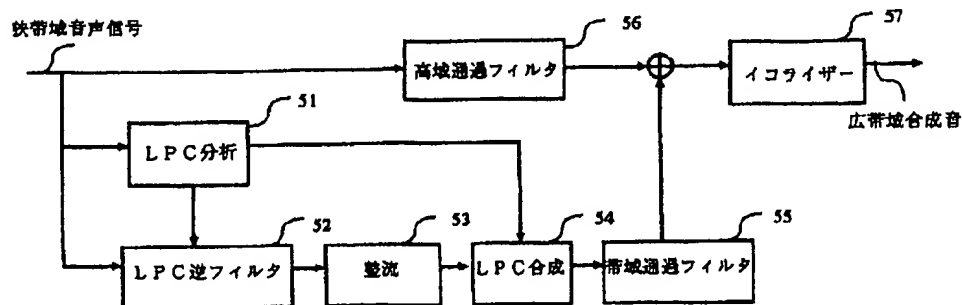 狭帯域音声信号
56
57
高域通過フィルタ
イコライザー
51
広帯域合成音
LPC分析
52
53
54
55
LPC逆フィルタ
整流
LPC合成
帯域通過フィルタ